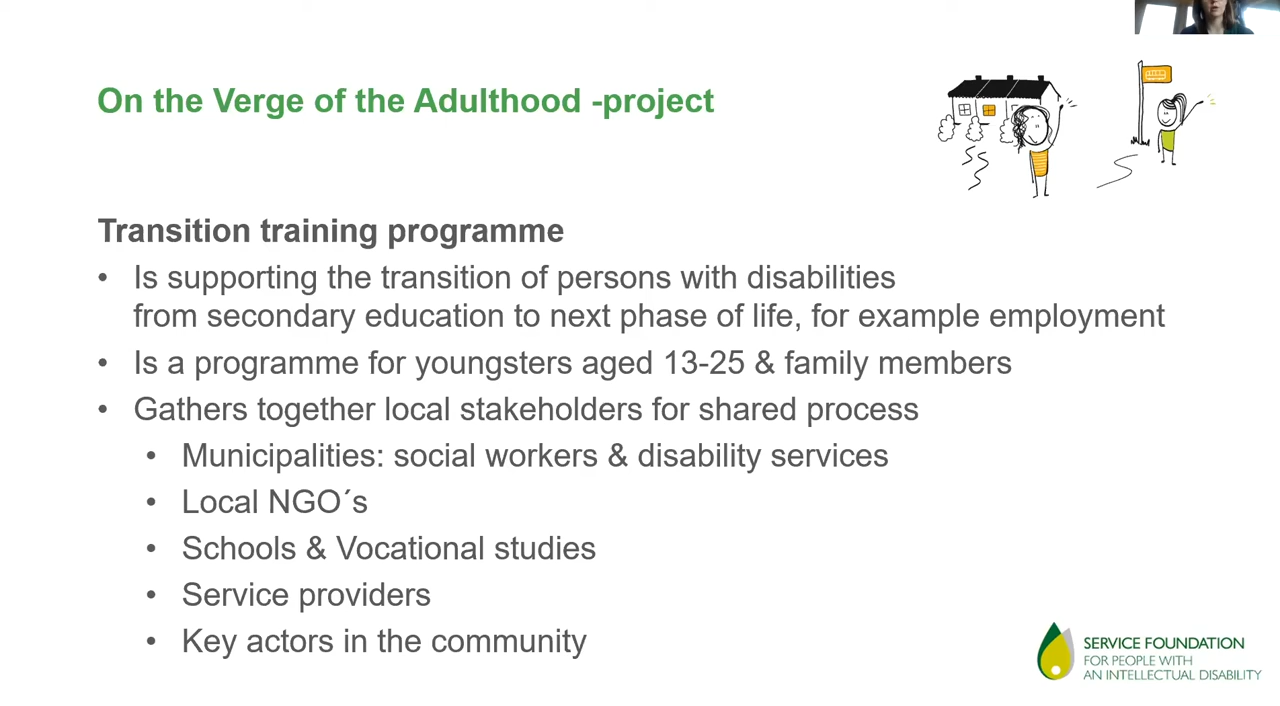 On the Verge of the Adulthood -project
Transition training programme
• Is supporting the transition of persons with disabilities
from secondary education to next phase of life, for example employment
• Is a programme for youngsters aged 13-25 & family members
• Gathers together local stakeholders for shared process
• Municipalities: social workers & disability services
• Local NGO´s
• Schools & Vocational studies
• Service providers
• Key actors in the community
SERVICE FOUNDATION
FOR PEOPLE WITH
AN INTELLECTUAL DISABILITY